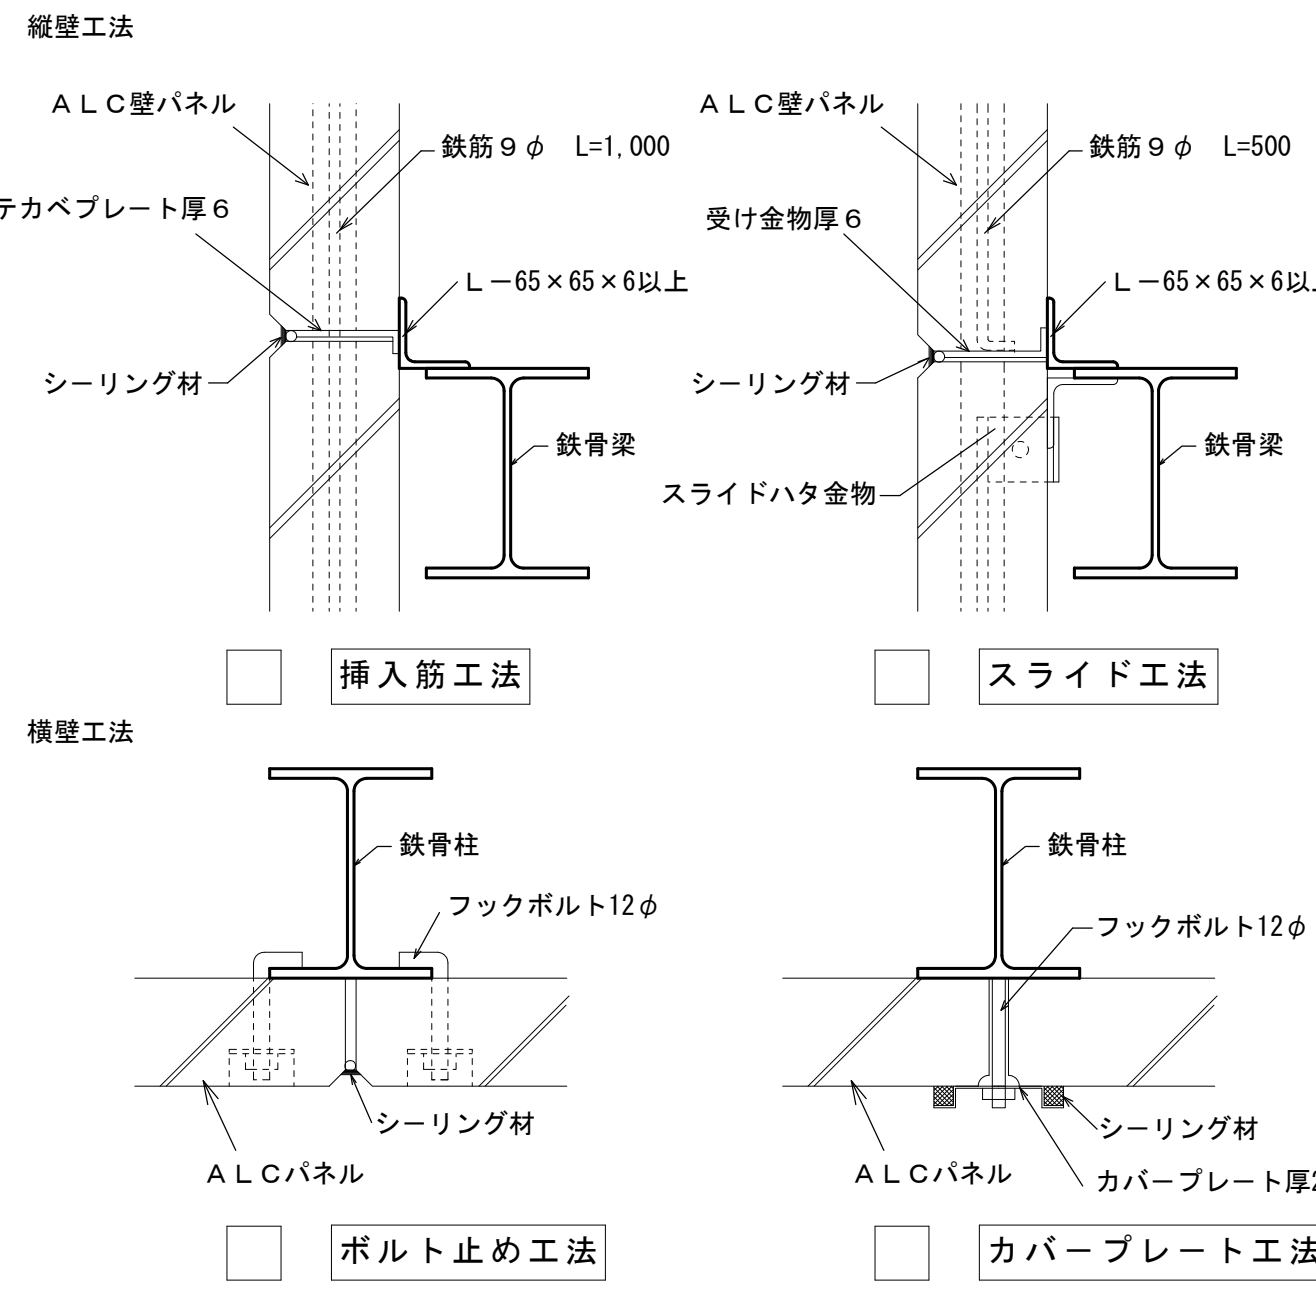 縦壁工法
ＡＬＣ壁パネル
鉄筋９φ　L=1,000
テカベプレート厚６
Ｌ－65×65×6以上
シーリング材
鉄骨梁
挿入筋工法
ＡＬＣ壁パネル
鉄筋９φ　L=500
受け金物厚６
Ｌ－65×65×6以上
シーリング材
鉄骨梁
スライドハタ金物
スライド工法
横壁工法
鉄骨柱
フックボルト12φ
シーリング材
ＡＬＣパネル
ボルト止め工法
鉄骨柱
フックボルト12φ
シーリング材
ＡＬＣパネル
カバープレート厚2
カバープレート工法